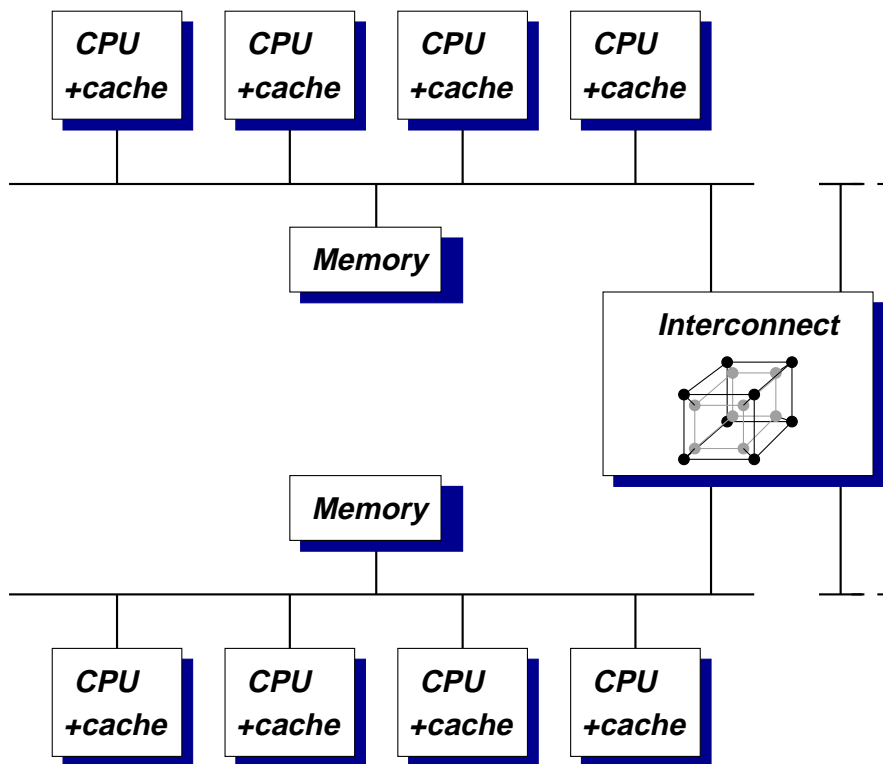 CPU
+cache
CPU
+cache
CPU
+cache
CPU
+cache
Memory
Interconnect
Memory
CPU
+cache
CPU
+cache
CPU
+cache
CPU
+cache